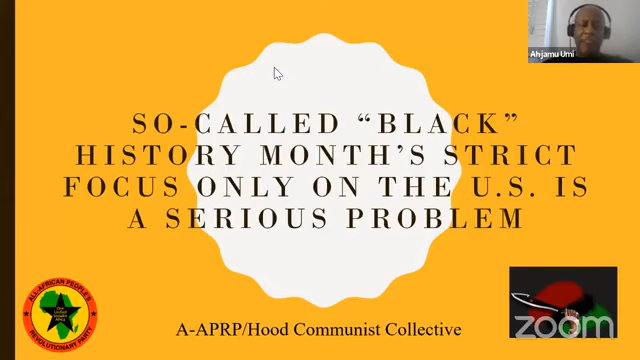 Ahjamu Umi
SO-CALLED “BLACK”
HISTORY MONTH’S STRICT
FOCUS ONLY ON THE U.S. IS
A SERIOUS PROBLEM
ALL-AFRICAN PEOPLE'S
REVOLUTIONARY PARTY
A-APRP/Hood Communist Collective
zoom